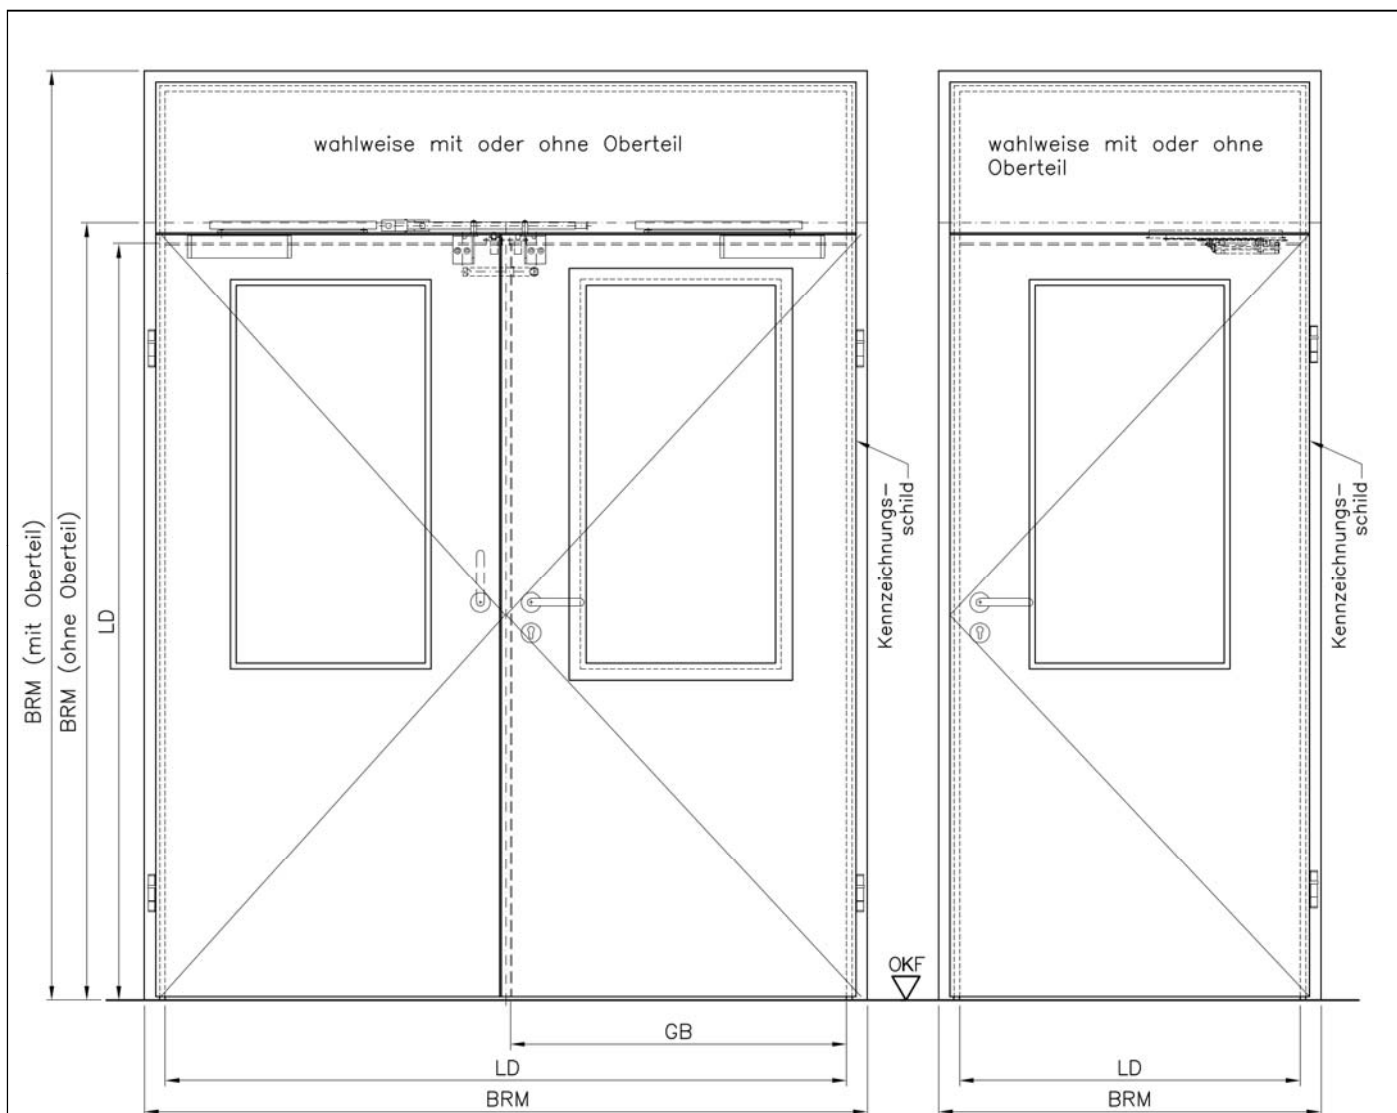 wahlweise mit oder ohne Oberteil
wahlweise mit oder ohne
Oberteil
BRM (mit Oberteil)
BRM (ohne Oberteil)
LD
Kennzeichnungs-
schild
Kennzeichnungs-
schild
OKF
GB
LD
BRM
LD
BRM